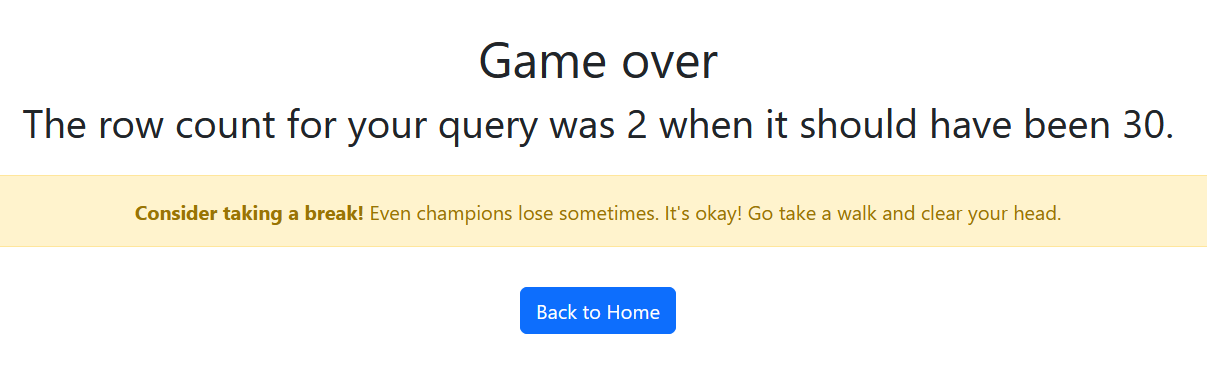 Game over
The row count for your query was 2 when it should have been 30.
Consider taking a break! Even champions lose sometimes. It's okay! Go take a walk and clear your head.
Back to Home